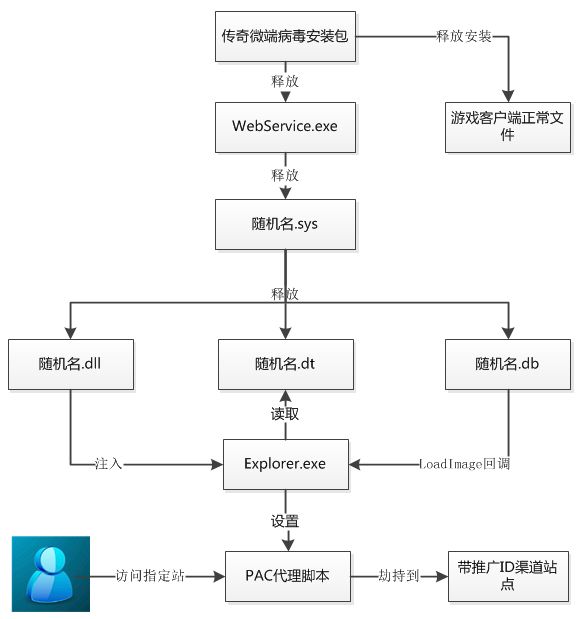 传奇微端病毒安装包
释放安装
释放
游戏客户端正常文
件
WebService.exe
释放
随机名.sys
释放
随机名.dll
随机名.dt
随机名.db
读取
注入
Explorer.exe
LoadImage回调
设置
访问指定站
PAC代理脚本
劫持到
带推广ID渠道站
点